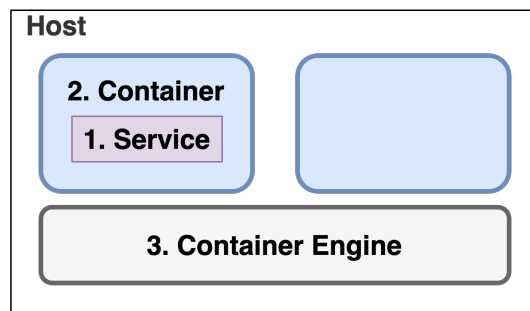 Host
2. Container
1. Service
3. Container Engine